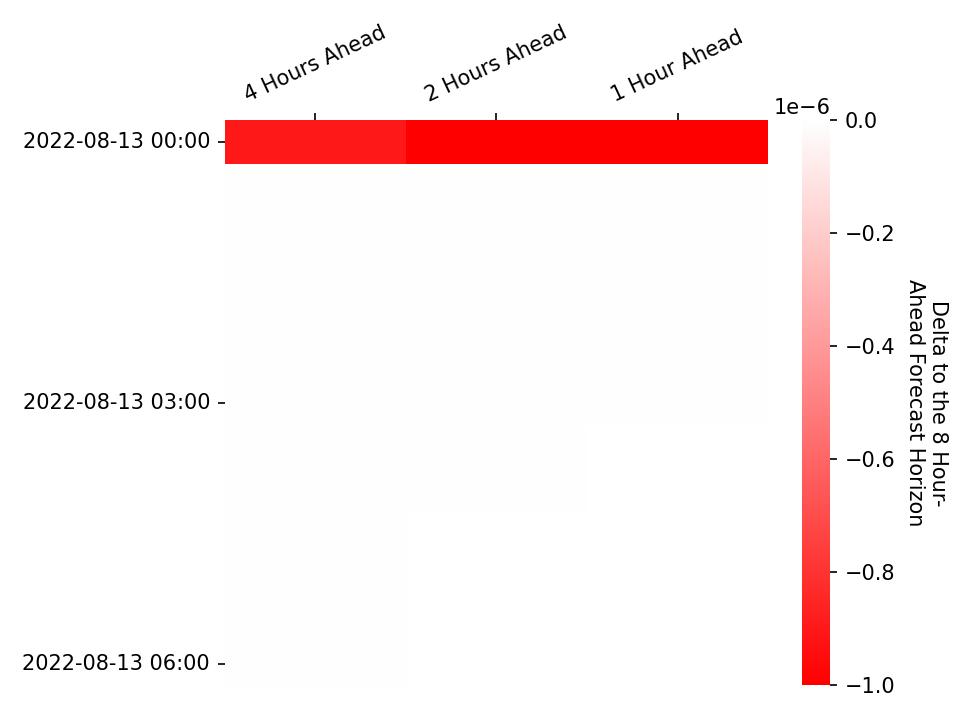 4 Hours Ahead
2 Hours Ahead
1 Hour Ahead
1e−6
2022-08-13 00:00
2022-08-13 03:00
2022-08-13 06:00
0.0
−0.2
−0.4
−0.6
−0.8
−1.0
Delta to the 8 Hour-
Ahead Forecast Horizon